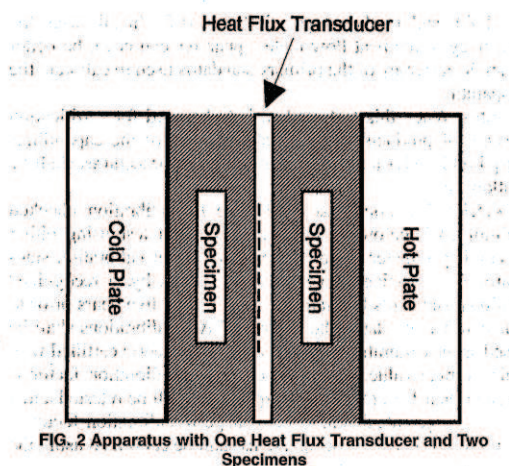 Heat Flux Transducer
Cold Plate
Specimen
Specimen
Hot Plate
FIG. 2 Apparatus with One Heat Flux Transducer and Two
Specimens